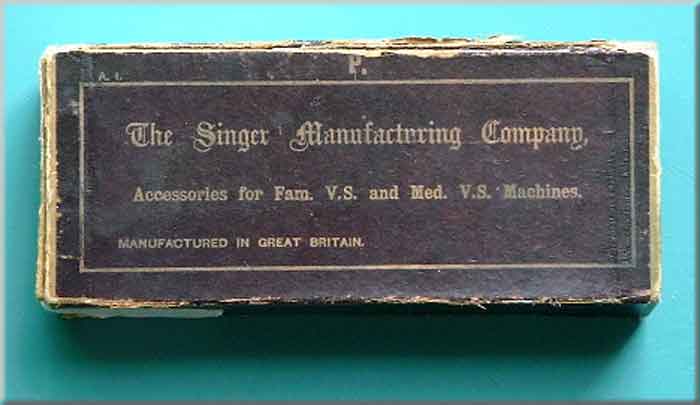 P.
A. 1.
The Singer Manufacturing Company,
Accessories for Fam. V.S. and Med. V.S. Machines.
MANUFACTURED IN GREAT BRITAIN.